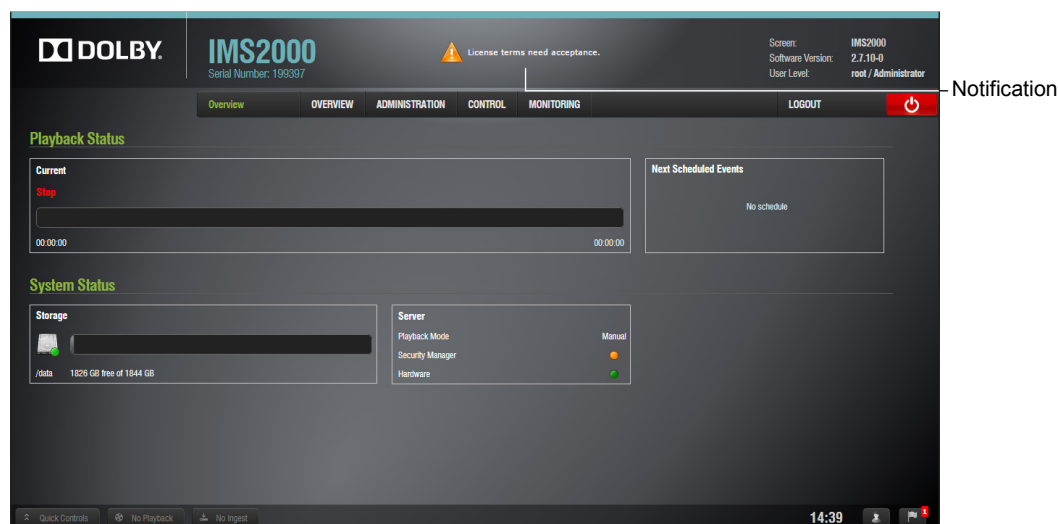 DOLBY.
IMS2000
Serial Number: 199397
License terms need acceptance.
Screen: IMS2000
Software Version: 2.7.10-0
User Level: root / Administrator
Notification
Overview OVERVIEW ADMINISTRATION CONTROL MONITORING LOGOUT
Playback Status
Current
Stop
00:00:00 00:00:00
Next Scheduled Events
No schedule
System Status
Storage
/data 1826 GB free of 1844 GB
Server
Playback Mode Manual
Security Manager
Hardware
Quick Controls No Playback No Ingest 14:39 1